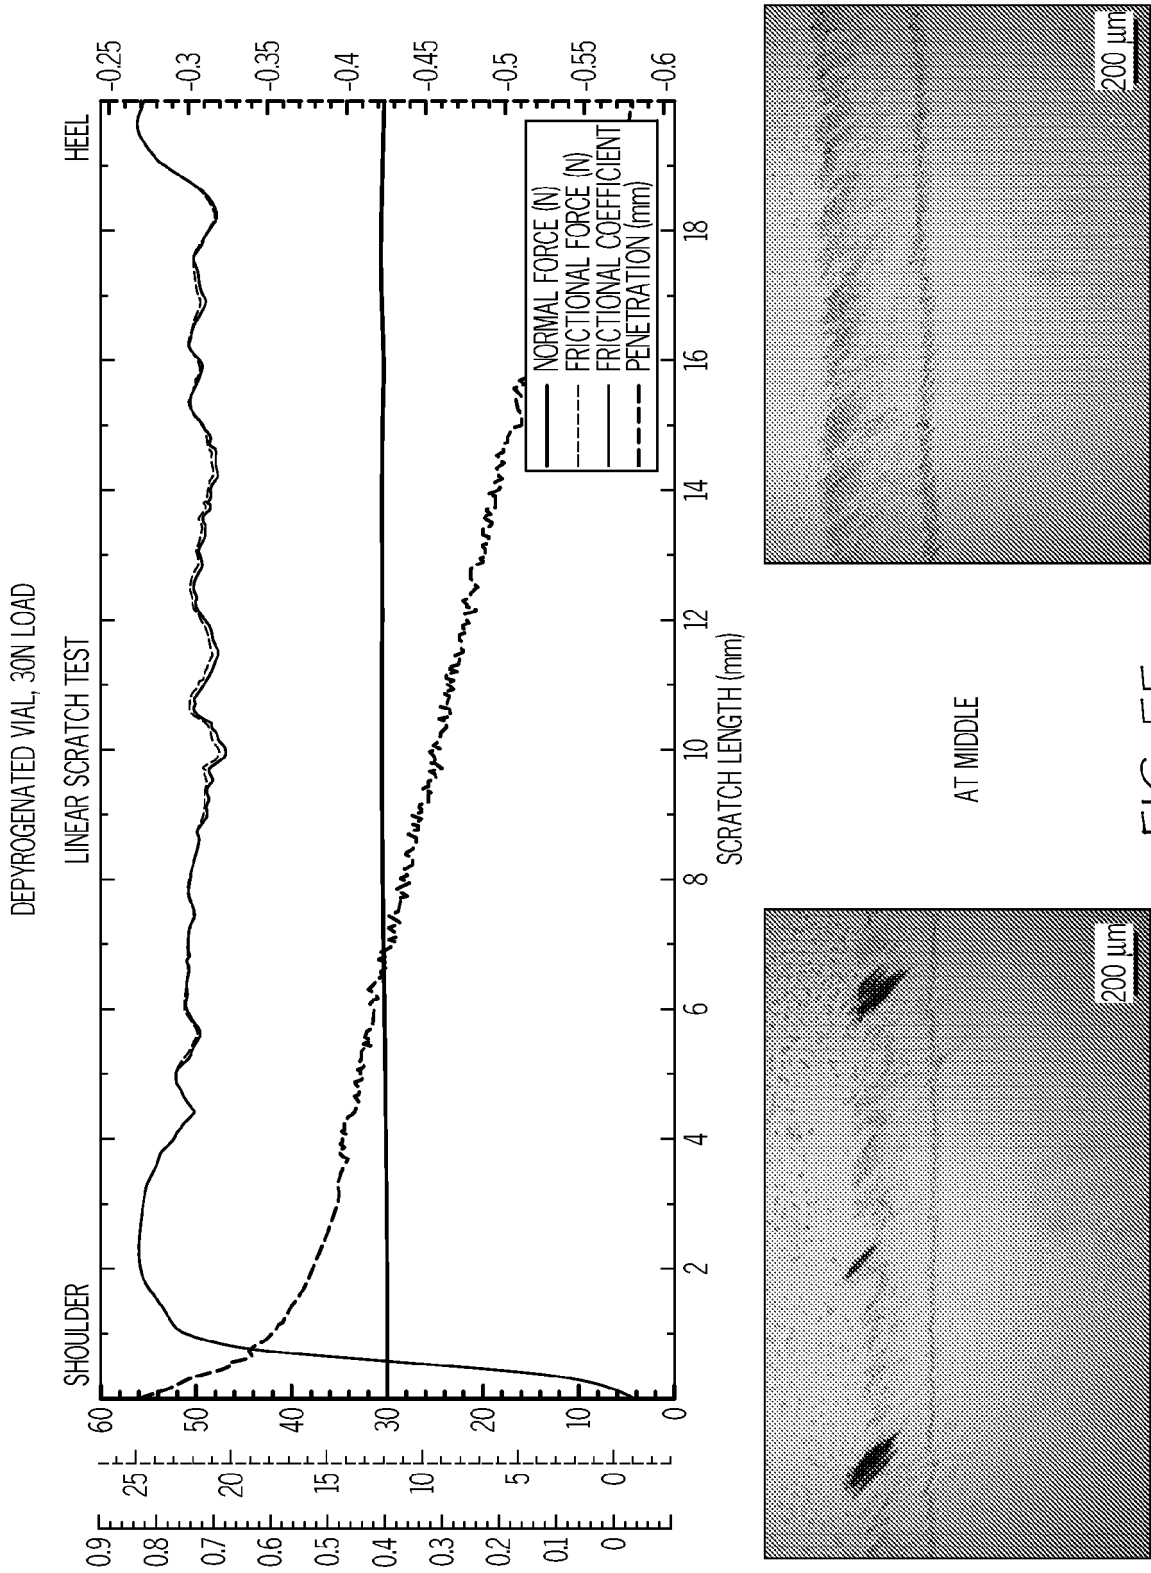 DEPYROGENATED VIAL, 30N LOAD
LINEAR SCRATCH TEST
SHOULDER
HEEL
0.9
0.8
0.7
0.6
0.5
0.4
0.3
0.2
0.1
0
25
20
15
10
5
0
60
50
40
30
20
10
0
-0.25
-0.3
-0.35
-0.4
-0.45
-0.5
-0.55
-0.6
NORMAL FORCE (N)
FRICTIONAL FORCE (N)
FRICTIONAL COEFFICIENT
PENETRATION (mm)
2 4 6 8 10 12 14 16 18
SCRATCH LENGTH (mm)
200 µm
AT MIDDLE
200 µm